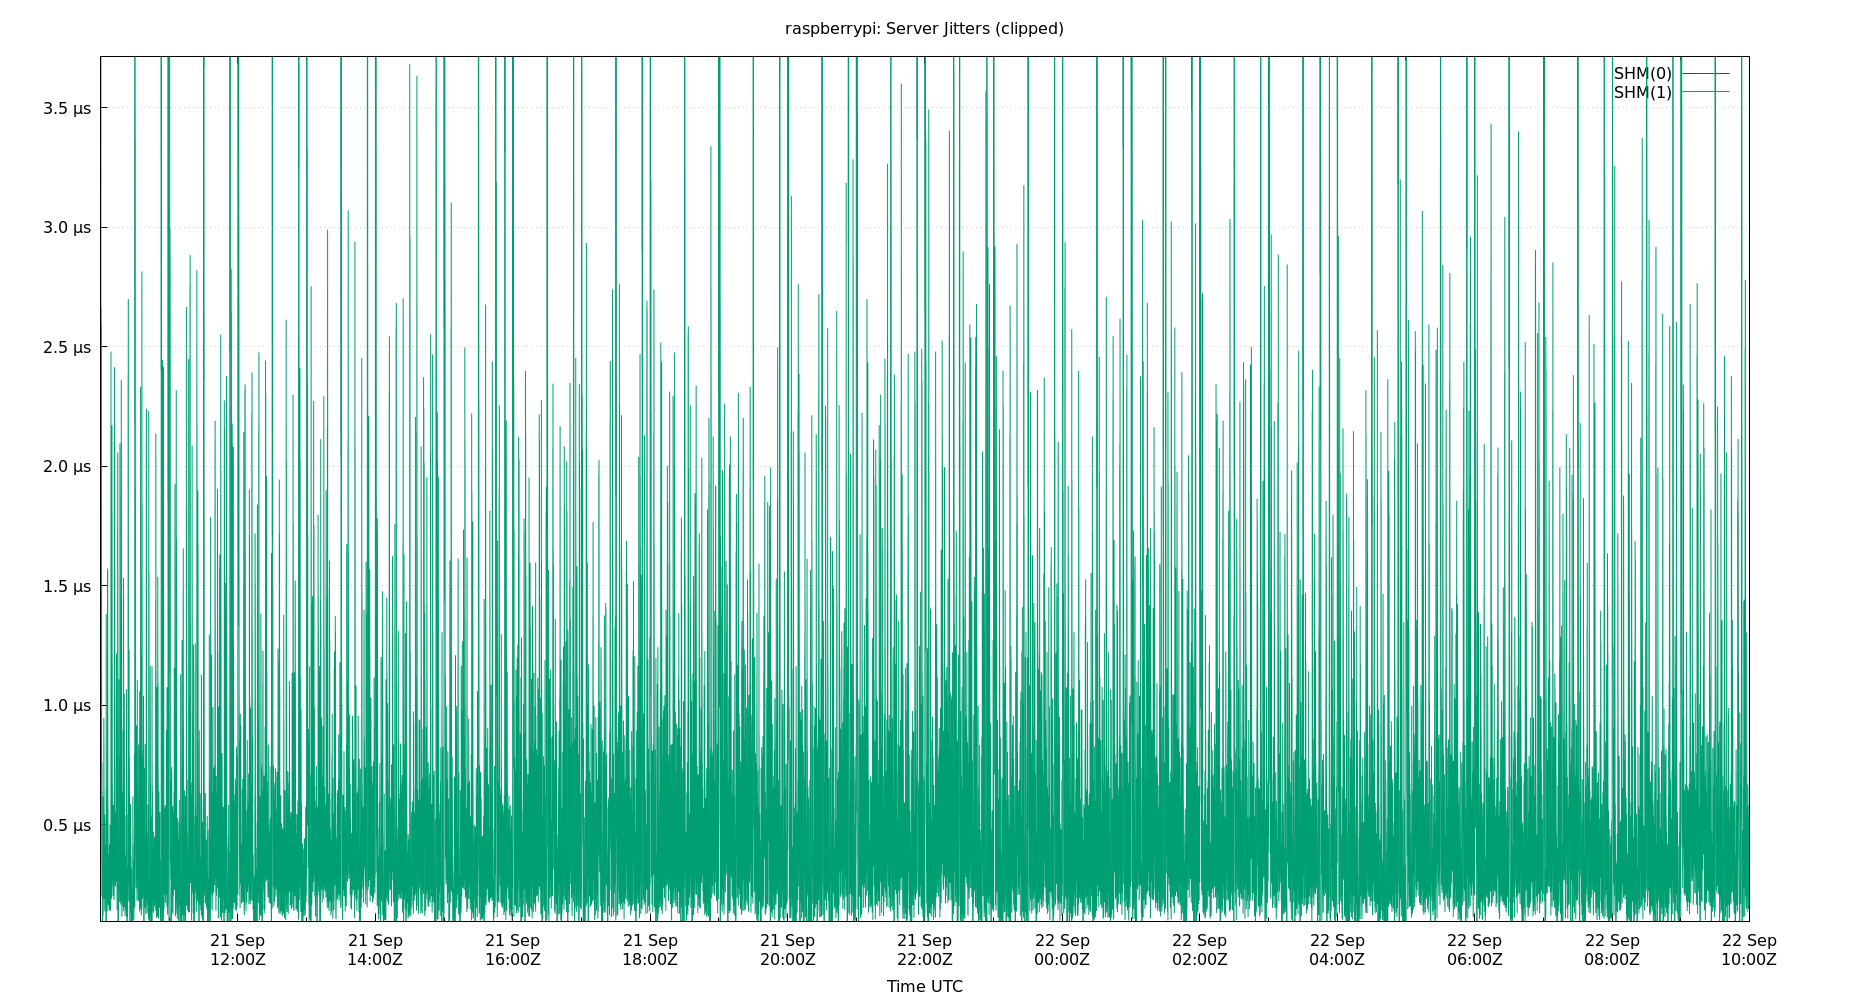 raspberrypi: Server Jitters (clipped)
SHM(0)
SHM(1)
3.5 µs
3.0 µs
2.5 µs
2.0 µs
1.5 µs
1.0 µs
0.5 µs
21 Sep 21 Sep 21 Sep 21 Sep 21 Sep 21 Sep 22 Sep 22 Sep 22 Sep 22 Sep 22 Sep 22 Sep
12:00Z 14:00Z 16:00Z 18:00Z 20:00Z 22:00Z 00:00Z 02:00Z 04:00Z 06:00Z 08:00Z 10:00Z
Time UTC